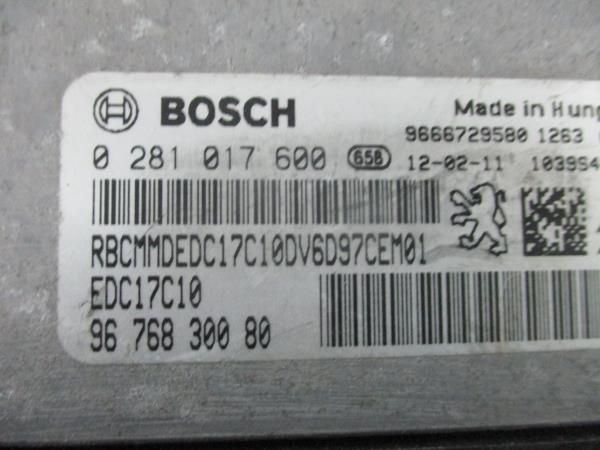 BOSCH
Made in Hung
9666729580 1263
0 281 017 600 658
12-02-11 1039S4
RBCMMDEDC17C10DV6D97CEM01
EDC17C10
96 768 300 80